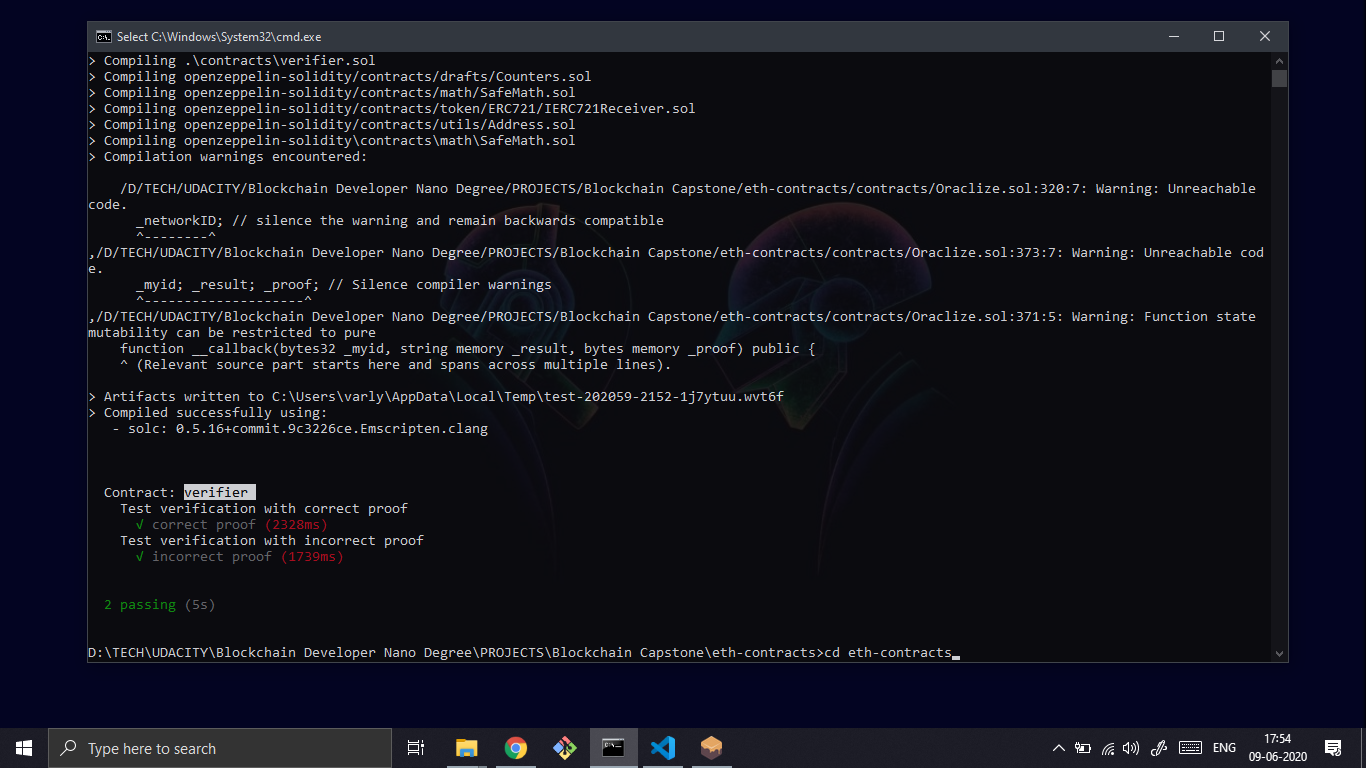 Select C:\Windows\System32\cmd.exe
> Compiling .\contracts\verifier.sol
> Compiling openzeppelin-solidity/contracts/drafts/Counters.sol
> Compiling openzeppelin-solidity/contracts/math/SafeMath.sol
> Compiling openzeppelin-solidity/contracts/token/ERC721/IERC721Receiver.sol
> Compiling openzeppelin-solidity/contracts/utils/Address.sol
> Compiling openzeppelin-solidity\contracts\math\SafeMath.sol
> Compilation warnings encountered:
/D/TECH/UDACITY/Blockchain Developer Nano Degree/PROJECTS/Blockchain Capstone/eth-contracts/contracts/Oraclize.sol:320:7: Warning: Unreachable
code.
_networkID; // silence the warning and remain backwards compatible
^--------^
,/D/TECH/UDACITY/Blockchain Developer Nano Degree/PROJECTS/Blockchain Capstone/eth-contracts/contracts/Oraclize.sol:373:7: Warning: Unreachable cod
e.
_myid; _result; _proof; // Silence compiler warnings
^--------------------^
,/D/TECH/UDACITY/Blockchain Developer Nano Degree/PROJECTS/Blockchain Capstone/eth-contracts/contracts/Oraclize.sol:371:5: Warning: Function state
mutability can be restricted to pure
function __callback(bytes32 _myid, string memory _result, bytes memory _proof) public {
^ (Relevant source part starts here and spans across multiple lines).
> Artifacts written to C:\Users\varly\AppData\Local\Temp\test-202059-2152-1j7ytuu.wvt6f
> Compiled successfully using:
- solc: 0.5.16+commit.9c3226ce.Emscripten.clang
Contract: verifier
Test verification with correct proof
√ correct proof (2328ms)
Test verification with incorrect proof
√ incorrect proof (1739ms)
2 passing (5s)
D:\TECH\UDACITY\Blockchain Developer Nano Degree\PROJECTS\Blockchain Capstone\eth-contracts>cd eth-contracts
Type here to search
ENG
17:54
09-06-2020